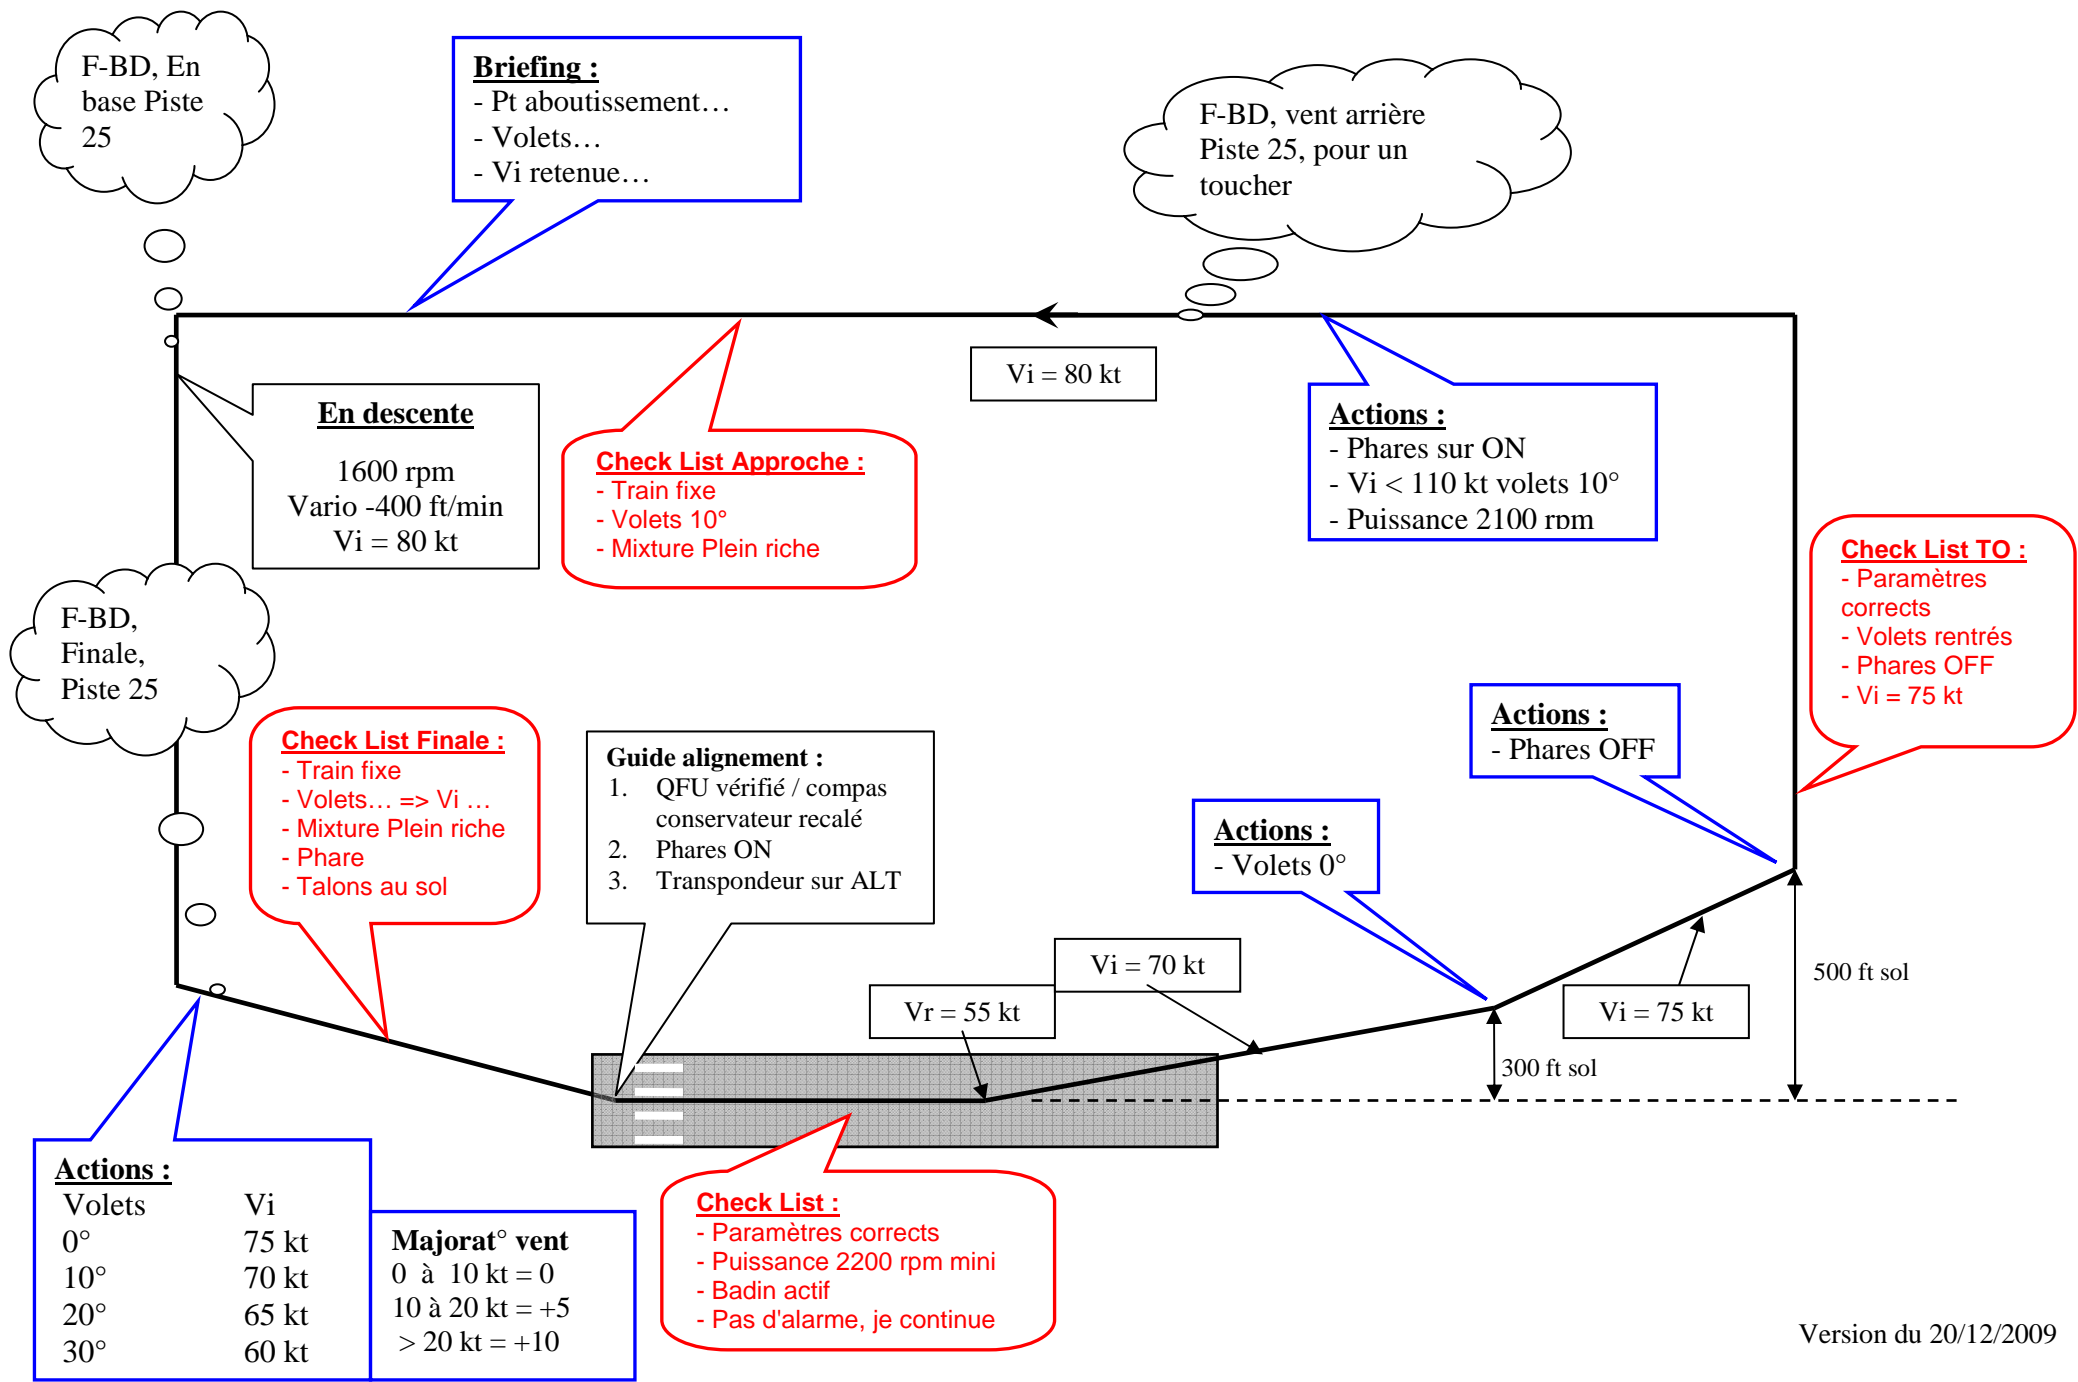 F-BD, En
base Piste
25
Briefing :
- Pt aboutissement…
- Volets…
- Vi retenue…
F-BD, vent arrière
Piste 25, pour un
toucher
Vi = 80 kt
En descente
1600 rpm
Vario -400 ft/min
Vi = 80 kt
Check List Approche :
- Train fixe
- Volets 10°
- Mixture Plein riche
Actions :
- Phares sur ON
- Vi < 110 kt volets 10°
- Puissance 2100 rpm
Check List TO :
- Paramètres
corrects
- Volets rentrés
- Phares OFF
- Vi = 75 kt
F-BD,
Finale,
Piste 25
Check List Finale :
- Train fixe
- Volets… => Vi …
- Mixture Plein riche
- Phare
- Talons au sol
Guide alignement :
1. QFU vérifié / compas
conservateur recalé
2. Phares ON
3. Transpondeur sur ALT
Actions :
- Phares OFF
Actions :
- Volets 0°
Vi = 70 kt
Vr = 55 kt
Vi = 75 kt
500 ft sol
300 ft sol
Actions :
Volets Vi
0° 75 kt
10° 70 kt
20° 65 kt
30° 60 kt
Majorat° vent
0 à 10 kt = 0
10 à 20 kt = +5
> 20 kt = +10
Check List :
- Paramètres corrects
- Puissance 2200 rpm mini
- Badin actif
- Pas d'alarme, je continue
Version du 20/12/2009